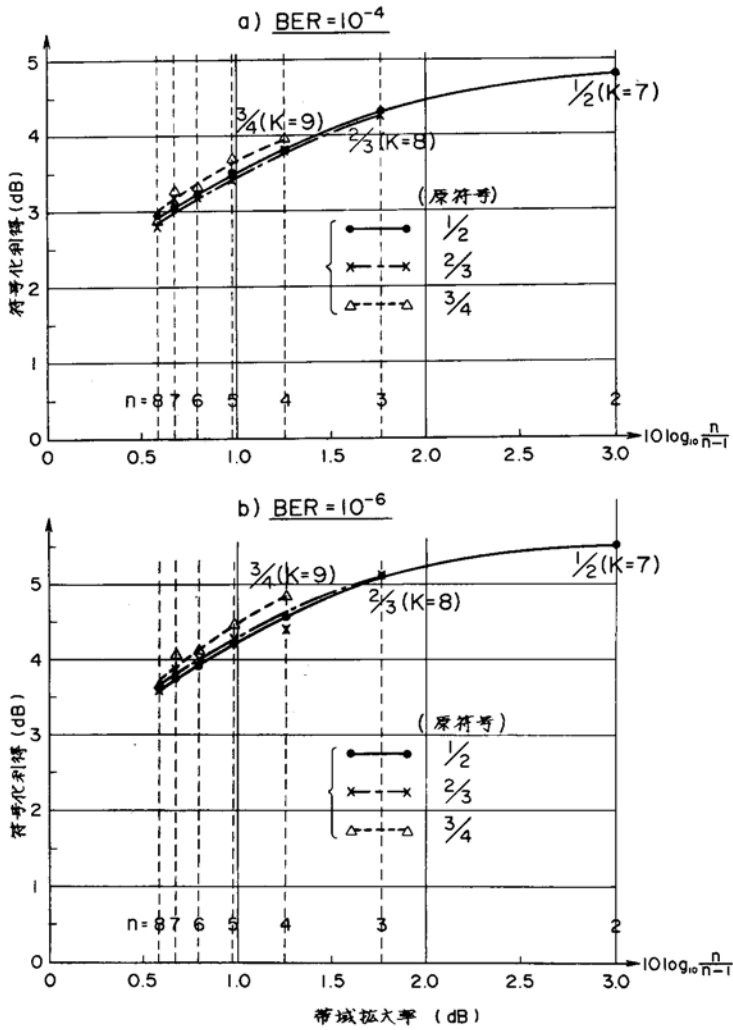 a) BER=10⁻⁴
符号化利得 (dB)
5
4
3
2
1
0
1/2(K=7)
3/4(K=9)
2/3(K=8)
(原符号)
1/2
2/3
3/4
n=8 7 6 5 4 3 2
0 0.5 1.0 1.5 2.0 2.5 3.0
10log₁₀ n/n-1
b) BER=10⁻⁶
符号化利得 (dB)
5
4
3
2
1
0
1/2(K=7)
3/4(K=9)
2/3(K=8)
(原符号)
1/2
2/3
3/4
n=8 7 6 5 4 3 2
0 0.5 1.0 1.5 2.0 2.5 3.0
10log₁₀ n/n-1
帯域拡大率 (dB)